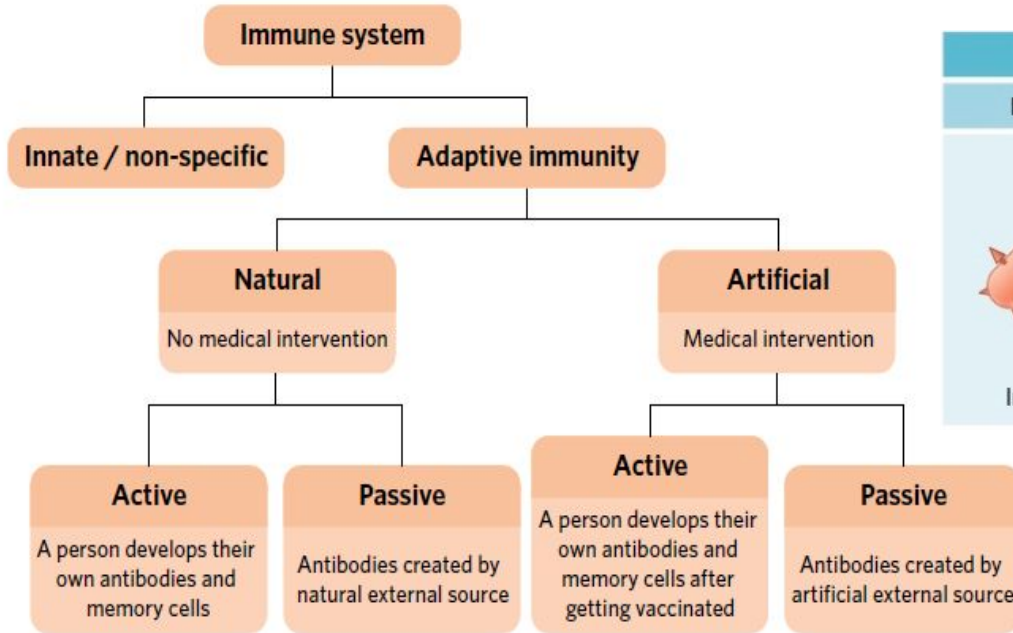 Immune system
Innate / non-specific
Adaptive immunity
Natural
No medical intervention
Artificial
Medical intervention
Active
A person develops their
own antibodies and
memory cells
Passive
Antibodies created by
natural external source
Active
A person develops their
own antibodies and
memory cells after
getting vaccinated
Passive
Antibodies created by
artificial external source